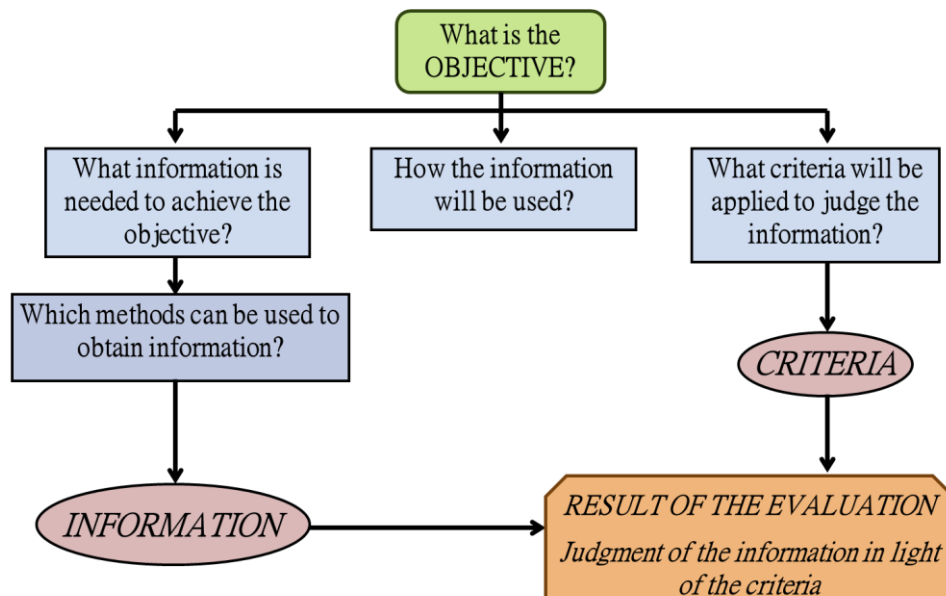 What is the
OBJECTIVE?
What information is
needed to achieve the
objective?
How the information
will be used?
What criteria will be
applied to judge the
information?
Which methods can be used to
obtain information?
CRITERIA
INFORMATION
RESULT OF THE EVALUATION
Judgment of the information in light
of the criteria